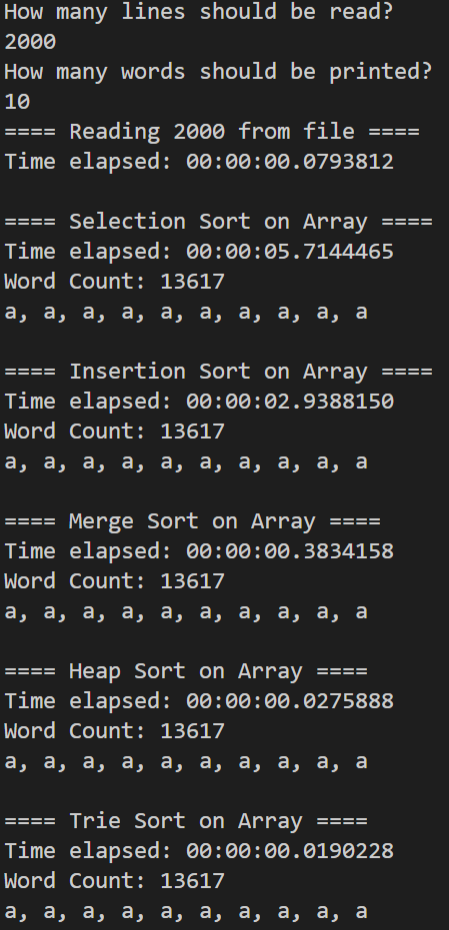 How many lines should be read?
2000
How many words should be printed?
10
==== Reading 2000 from file ====
Time elapsed: 00:00:00.0793812
==== Selection Sort on Array ====
Time elapsed: 00:00:05.7144465
Word Count: 13617
a, a, a, a, a, a, a, a, a, a
==== Insertion Sort on Array ====
Time elapsed: 00:00:02.9388150
Word Count: 13617
a, a, a, a, a, a, a, a, a, a
==== Merge Sort on Array ====
Time elapsed: 00:00:00.3834158
Word Count: 13617
a, a, a, a, a, a, a, a, a, a
==== Heap Sort on Array ====
Time elapsed: 00:00:00.0275888
Word Count: 13617
a, a, a, a, a, a, a, a, a, a
==== Trie Sort on Array ====
Time elapsed: 00:00:00.0190228
Word Count: 13617
a, a, a, a, a, a, a, a, a, a